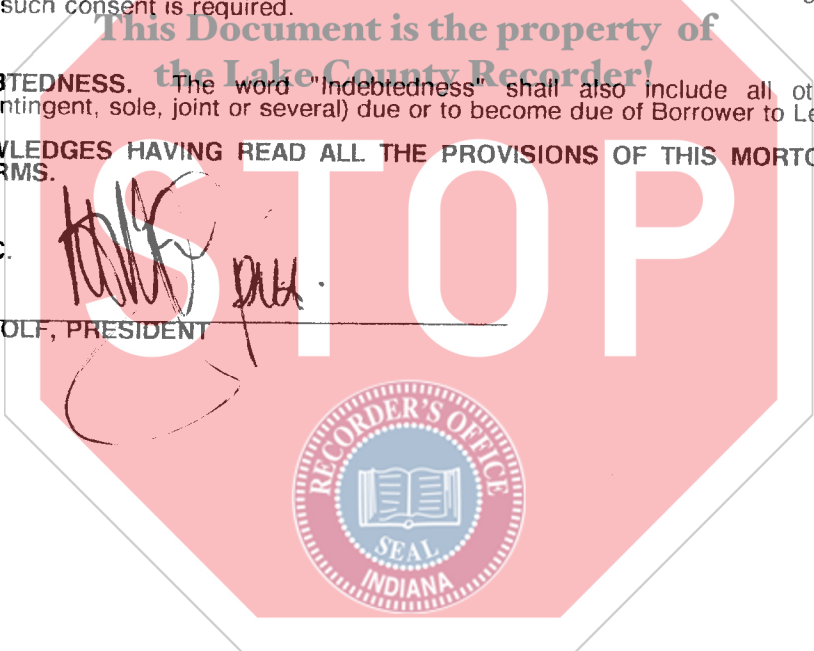 such consent is required.
This Document is the property of
the Lake County Recorder!
BTEDNESS. The word "Indebtedness" shall also include all ot
ntingent, sole, joint or several) due or to become due of Borrower to Le
WLEDGES HAVING READ ALL THE PROVISIONS OF THIS MORTG
RMS.
STOP
C.
OLF, PRESIDENT
RECORDER'S OFFICE
SEAL
INDIANA